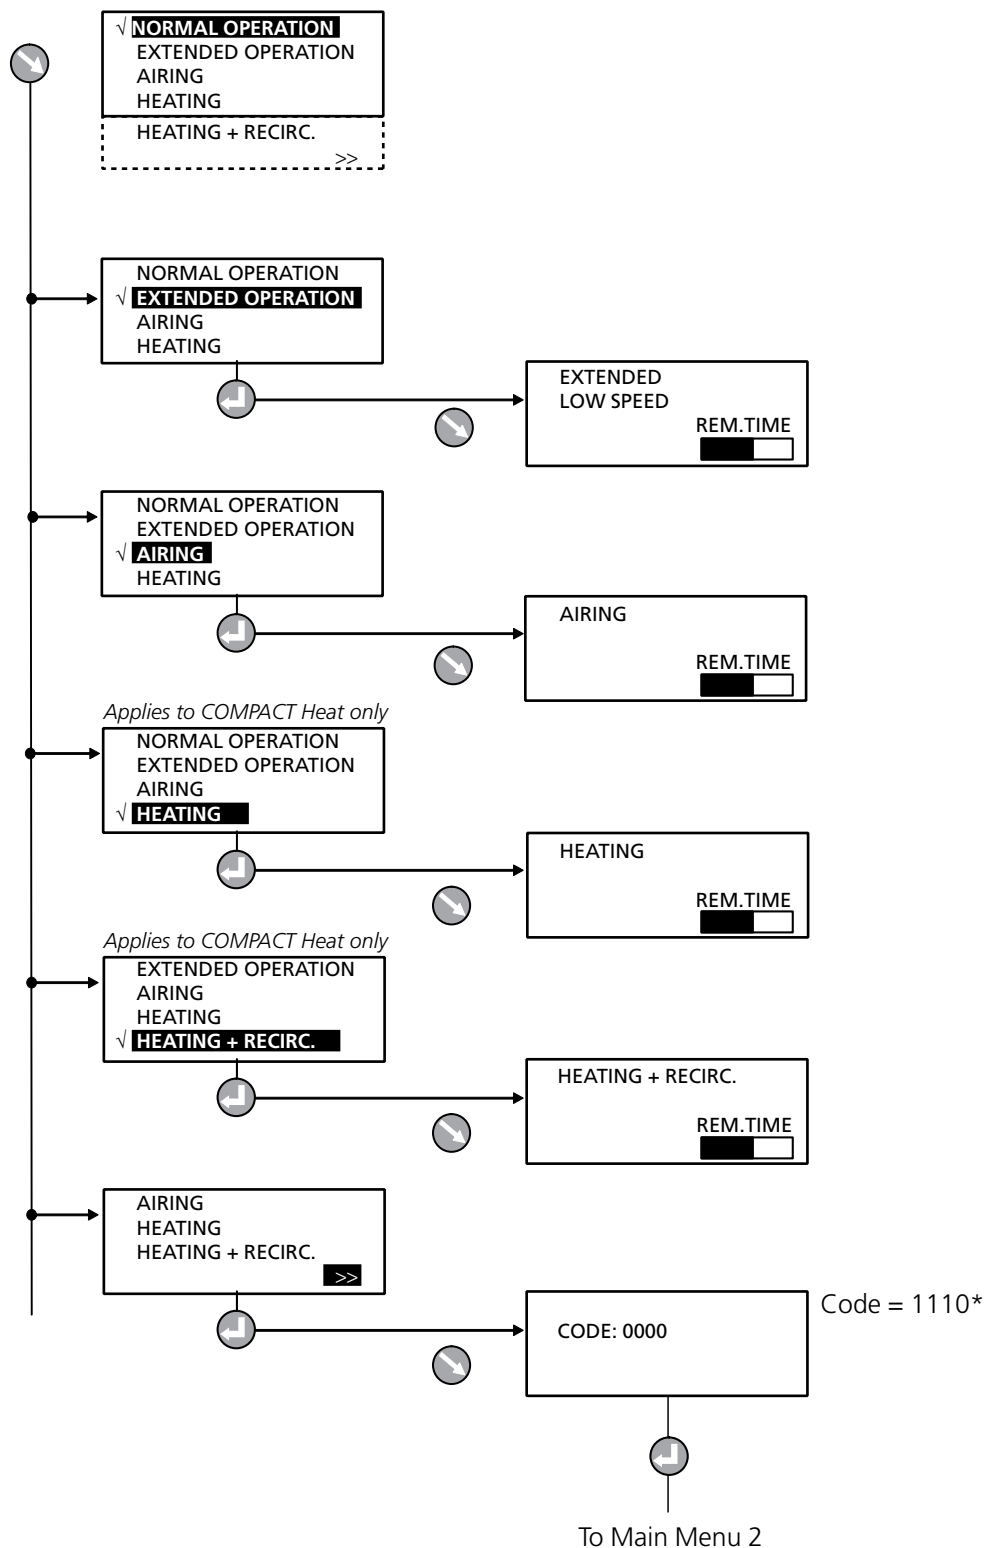 √ NORMAL OPERATION
EXTENDED OPERATION
AIRING
HEATING
HEATING + RECIRC.
>>
NORMAL OPERATION
√ EXTENDED OPERATION
AIRING
HEATING
EXTENDED
LOW SPEED
REM.TIME
NORMAL OPERATION
EXTENDED OPERATION
√ AIRING
HEATING
AIRING
REM.TIME
Applies to COMPACT Heat only
NORMAL OPERATION
EXTENDED OPERATION
AIRING
√ HEATING
HEATING
REM.TIME
Applies to COMPACT Heat only
EXTENDED OPERATION
AIRING
HEATING
√ HEATING + RECIRC.
HEATING + RECIRC.
REM.TIME
AIRING
HEATING
HEATING + RECIRC.
>>
CODE: 0000
Code = 1110*
To Main Menu 2